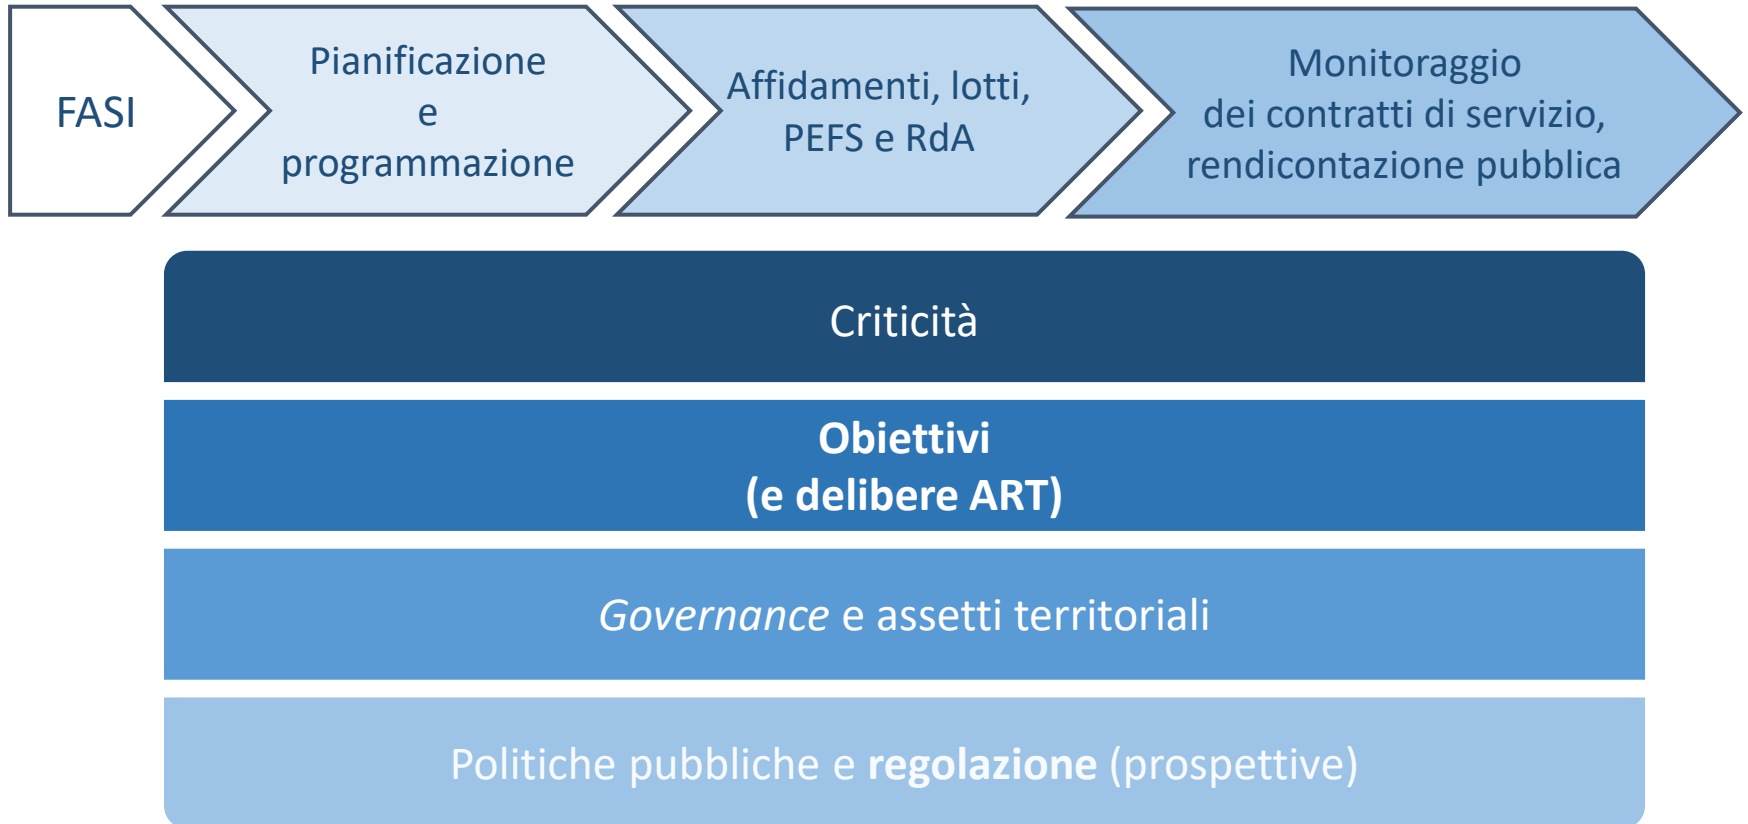 FASI
Pianificazione
e
programmazione
Affidamenti, lotti,
PEFS e RdA
Monitoraggio
dei contratti di servizio,
rendicontazione pubblica
Criticità
Obiettivi
(e delibere ART)
Governance e assetti territoriali
Politiche pubbliche e regolazione (prospettive)